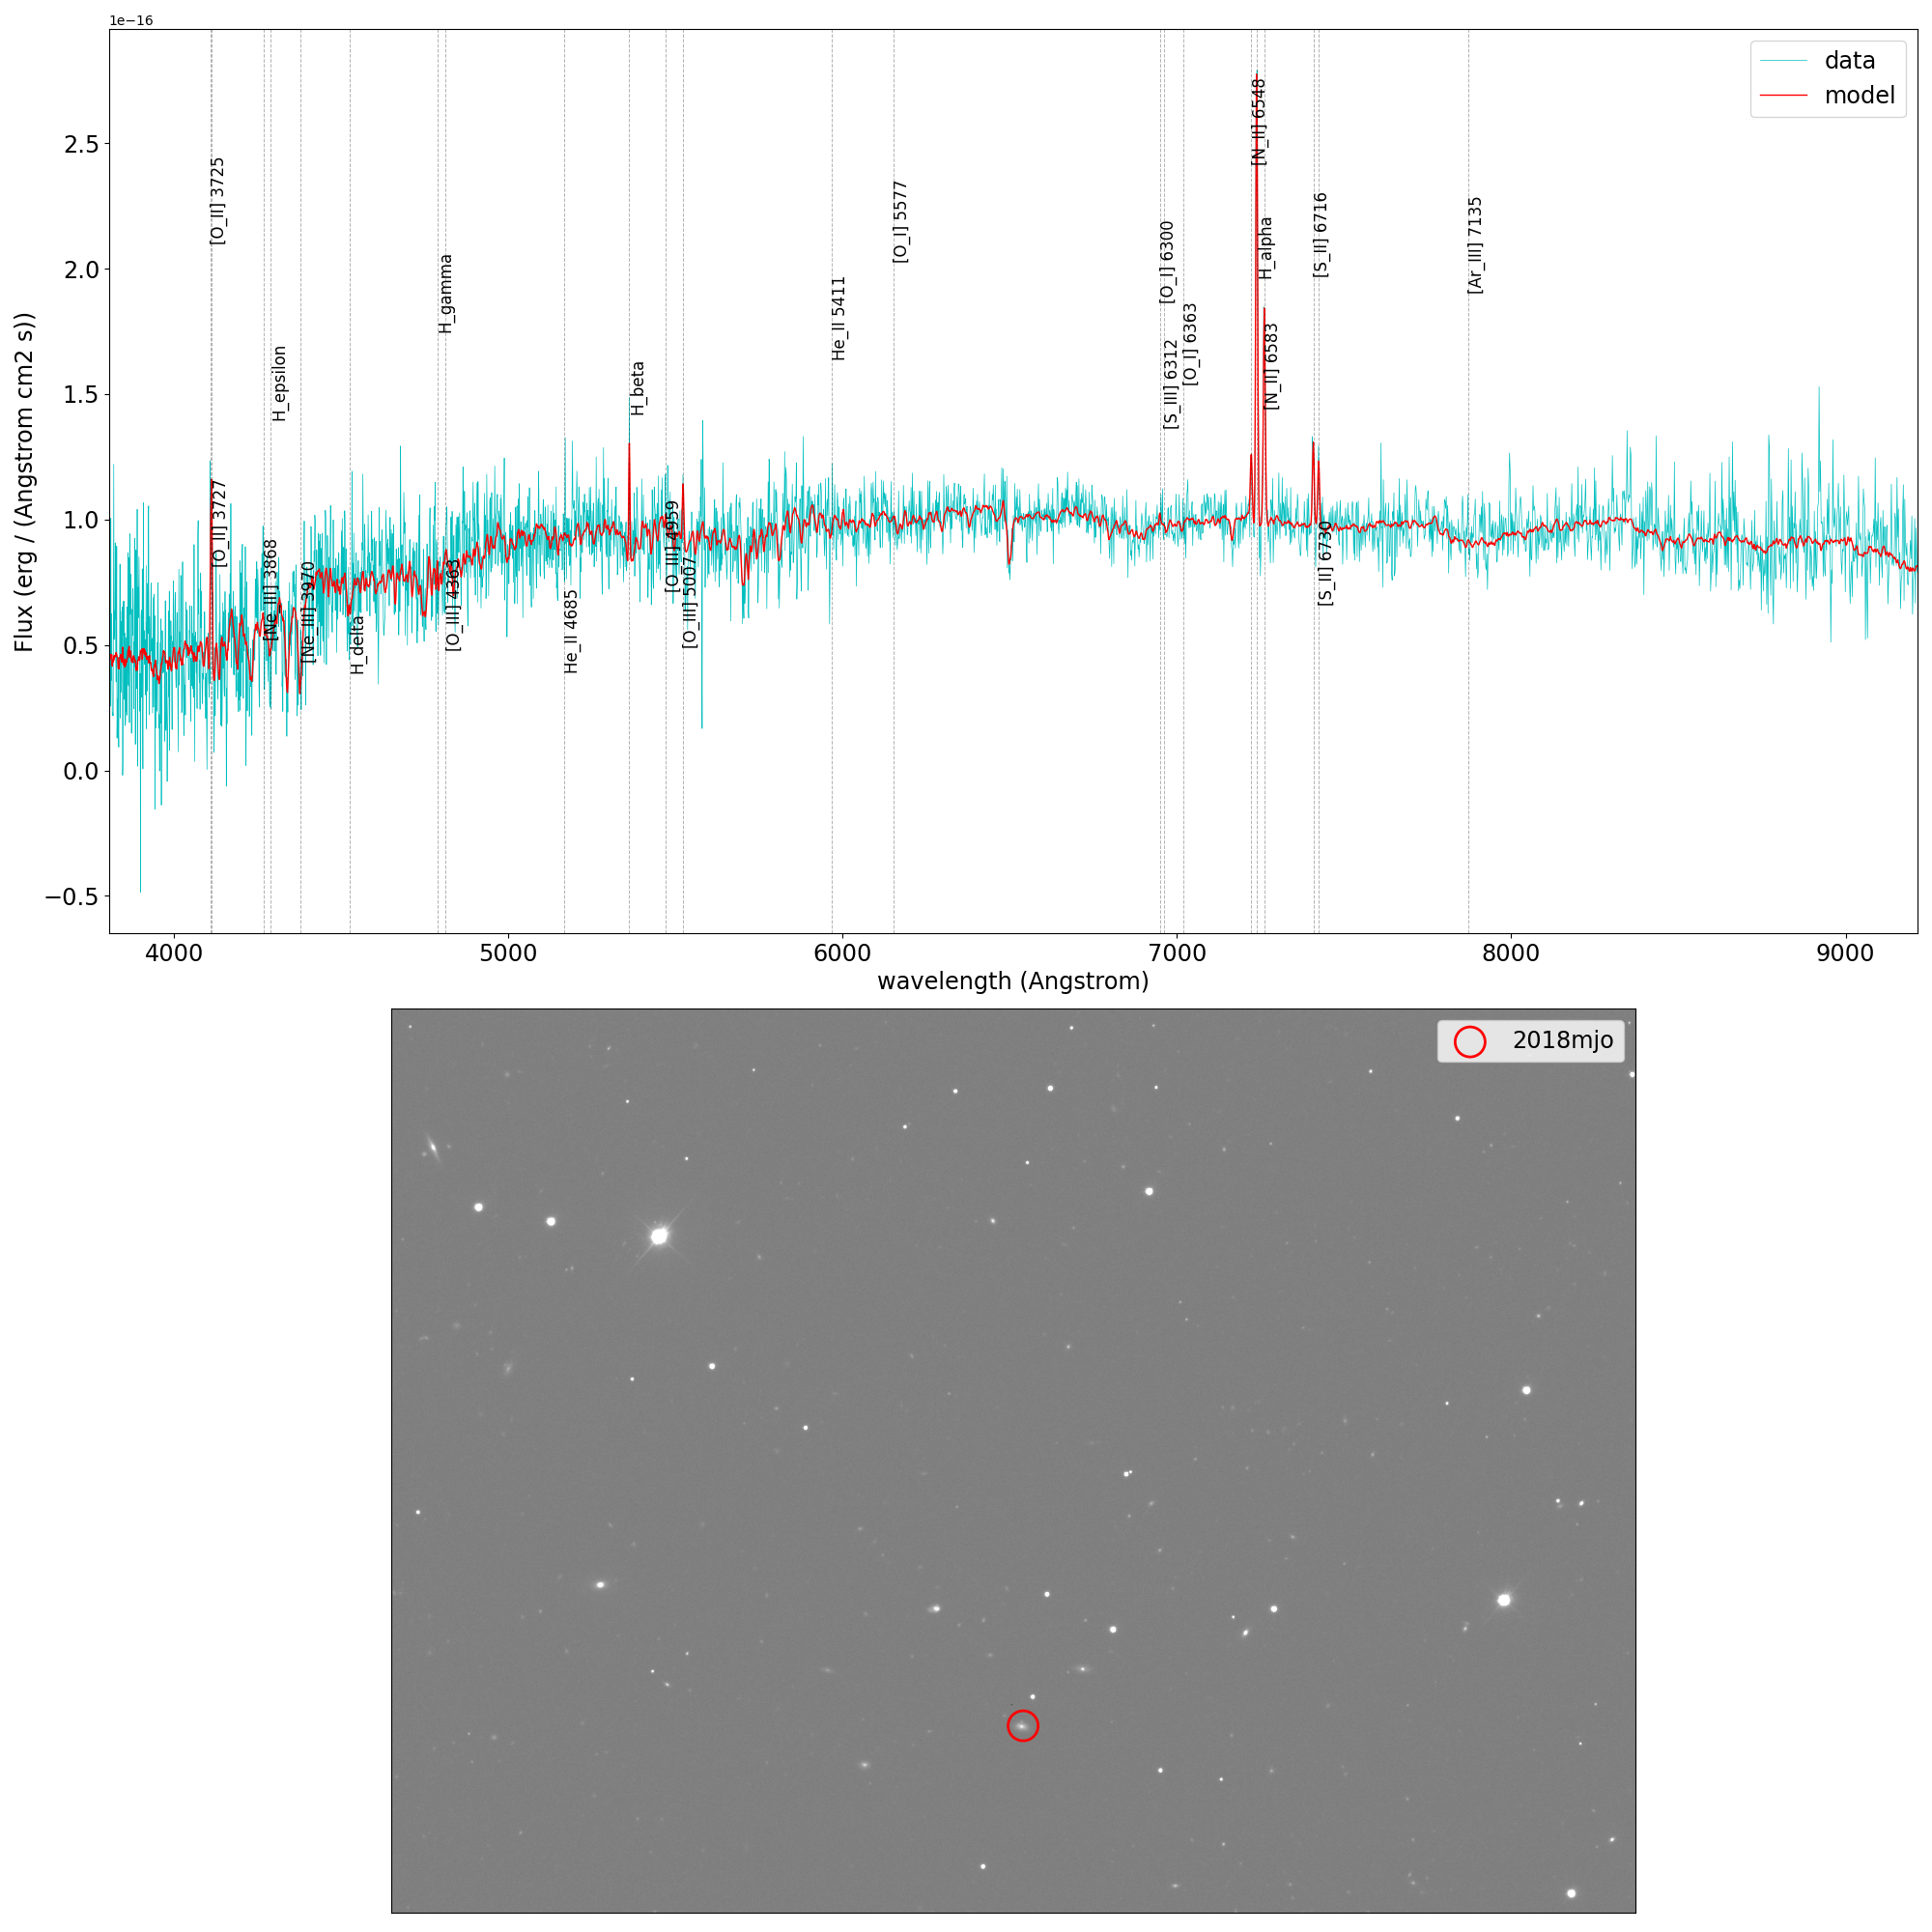 1e−16
data
model
Flux (erg / (Angstrom cm2 s))
2.5
2.0
1.5
1.0
0.5
0.0
−0.5
[O_II] 3725
[O_II] 3727
[Ne_III] 3868
H_epsilon
[Ne_III] 3970
H_delta
H_gamma
[O_III] 4363
He_II 4685
H_beta
[O_III] 4959
[O_III] 5007
He_II 5411
[O_I] 5577
[O_I] 6300
[S_III] 6312
[O_I] 6363
[N_II] 6548
H_alpha
[N_II] 6583
[S_II] 6716
[S_II] 6730
[Ar_III] 7135
4000 5000 6000 7000 8000 9000
wavelength (Angstrom)
2018mjo